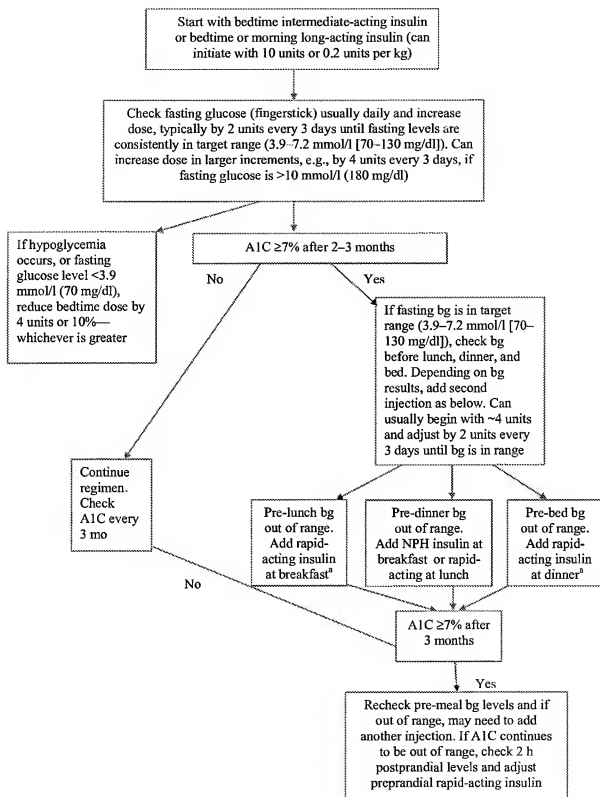 Start with bedtime intermediate-acting insulin
or bedtime or morning long-acting insulin (can
initiate with 10 units or 0.2 units per kg)
Check fasting glucose (fingerstick) usually daily and increase
dose, typically by 2 units every 3 days until fasting levels are
consistently in target range (3.9–7.2 mmol/l [70–130 mg/dl]). Can
increase dose in larger increments, e.g., by 4 units every 3 days, if
fasting glucose is >10 mmol/l (180 mg/dl)
If hypoglycemia
occurs, or fasting
glucose level <3.9
mmol/l (70 mg/dl),
reduce bedtime dose by
4 units or 10%—
whichever is greater
A1C ≥7% after 2–3 months
No
Yes
If fasting bg is in target
range (3.9–7.2 mmol/l [70–
130 mg/dl]), check bg
before lunch, dinner, and
bed. Depending on bg
results, add second
injection as below. Can
usually begin with ~4 units
and adjust by 2 units every
3 days until bg is in range
Continue
regimen.
Check
A1C every
3 mo
Pre-lunch bg
out of range.
Add rapid-
acting insulin
at breakfastᵃ
Pre-dinner bg
out of range.
Add NPH insulin at
breakfast or rapid-
acting at lunch
Pre-bed bg
out of range.
Add rapid-
acting insulin
at dinnerᵃ
No
A1C ≥7% after
3 months
Yes
Recheck pre-meal bg levels and if
out of range, may need to add
another injection. If A1C continues
to be out of range, check 2 h
postprandial levels and adjust
preprandial rapid-acting insulin